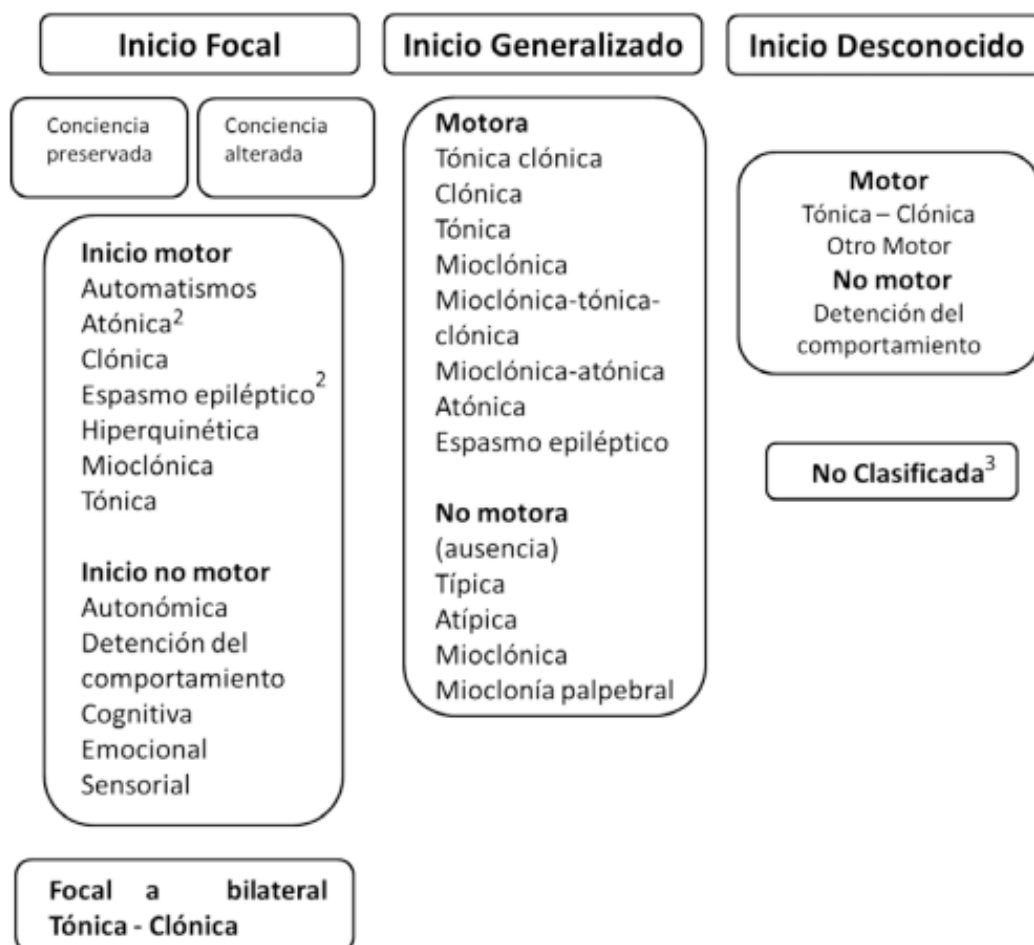 Inicio Focal
Conciencia
preservada
Conciencia
alterada
Inicio motor
Automatismos
Atónica²
Clónica
Espasmo epiléptico²
Hiperquinética
Mioclónica
Tónica
Inicio no motor
Autonómica
Detención del
comportamiento
Cognitiva
Emocional
Sensorial
Focal a bilateral
Tónica - Clónica
Inicio Generalizado
Motora
Tónica clónica
Clónica
Tónica
Mioclónica
Mioclónica-tónica-
clónica
Mioclónica-atónica
Atónica
Espasmo epiléptico
No motora
(ausencia)
Típica
Atípica
Mioclónica
Mioclonía palpebral
Inicio Desconocido
Motor
Tónica – Clónica
Otro Motor
No motor
Detención del
comportamiento
No Clasificada³